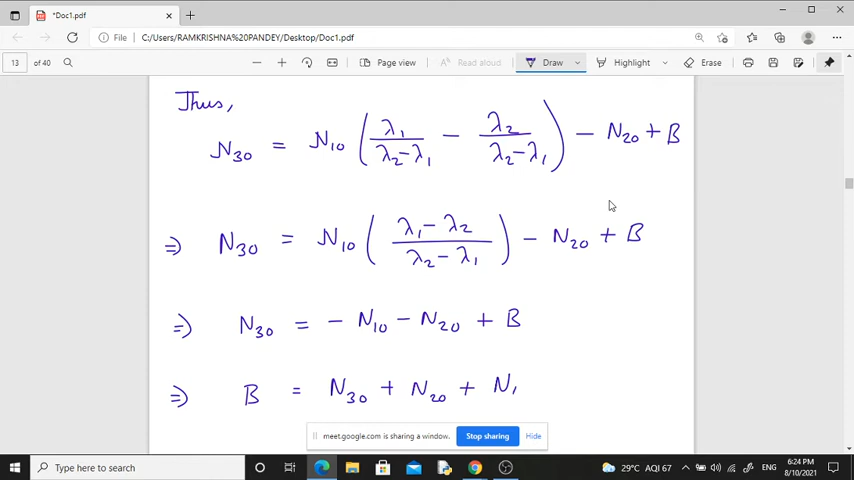 *Doc1.pdf
File C:/Users/RAMKRISHNA%20PANDEY/Desktop/Doc1.pdf
13 of 40 Page view Read aloud Draw Highlight Erase
Thus,
N₃₀ = N₁₀ (λ₁/(λ₂-λ₁) - λ₂/(λ₂-λ₁)) - N₂₀ + B
⇒ N₃₀ = N₁₀ ((λ₁-λ₂)/(λ₂-λ₁)) - N₂₀ + B
⇒ N₃₀ = - N₁₀ - N₂₀ + B
⇒ B = N₃₀ + N₂₀ + N₁
meet.google.com is sharing a window. Stop sharing Hide
Type here to search 29°C AQI 67 ENG 6:24 PM
8/10/2021